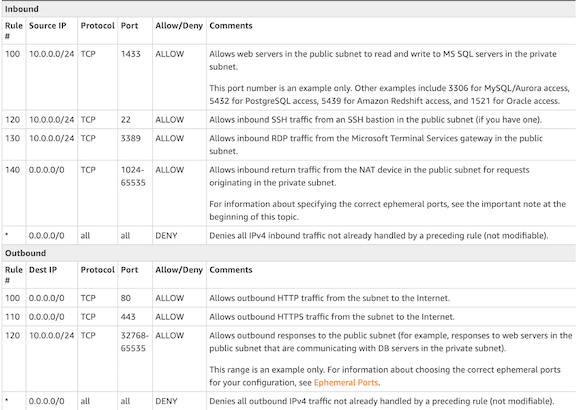 Inbound
Rule # Source IP Protocol Port Allow/Deny Comments
100 10.0.0.0/24 TCP 1433 ALLOW Allows web servers in the public subnet to read and write to MS SQL servers in the private
subnet.
This port number is an example only. Other examples include 3306 for MySQL/Aurora access,
5432 for PostgreSQL access, 5439 for Amazon Redshift access, and 1521 for Oracle access.
120 10.0.0.0/24 TCP 22 ALLOW Allows inbound SSH traffic from an SSH bastion in the public subnet (if you have one).
130 10.0.0.0/24 TCP 3389 ALLOW Allows inbound RDP traffic from the Microsoft Terminal Services gateway in the public
subnet.
140 0.0.0.0/0 TCP 1024-65535 ALLOW Allows inbound return traffic from the NAT device in the public subnet for requests
originating in the private subnet.
For information about specifying the correct ephemeral ports, see the important note at the
beginning of this topic.
* 0.0.0.0/0 all all DENY Denies all IPv4 inbound traffic not already handled by a preceding rule (not modifiable).
Outbound
Rule # Dest IP Protocol Port Allow/Deny Comments
100 0.0.0.0/0 TCP 80 ALLOW Allows outbound HTTP traffic from the subnet to the Internet.
110 0.0.0.0/0 TCP 443 ALLOW Allows outbound HTTPS traffic from the subnet to the Internet.
120 10.0.0.0/24 TCP 32768-65535 ALLOW Allows outbound responses to the public subnet (for example, responses to web servers in the
public subnet that are communicating with DB servers in the private subnet).
This range is an example only. For information about choosing the correct ephemeral ports
for your configuration, see Ephemeral Ports.
* 0.0.0.0/0 all all DENY Denies all outbound IPv4 traffic not already handled by a preceding rule (not modifiable).